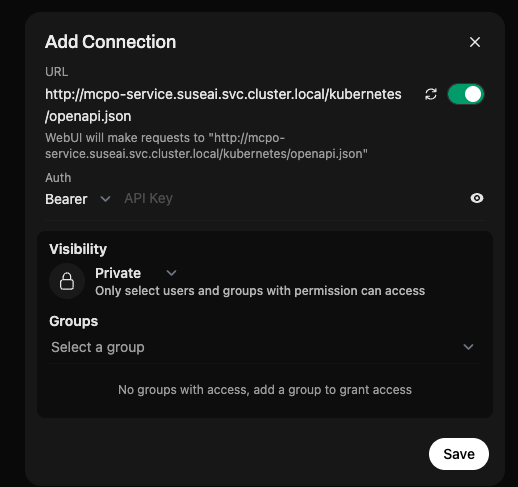 Add Connection
URL
http://mcpo-service.suseai.svc.cluster.local/kubernetes
/openapi.json
WebUI will make requests to "http://mcpo-
service.suseai.svc.cluster.local/kubernetes/openapi.json"
Auth
Bearer API Key
Visibility
Private
Only select users and groups with permission can access
Groups
Select a group
No groups with access, add a group to grant access
Save